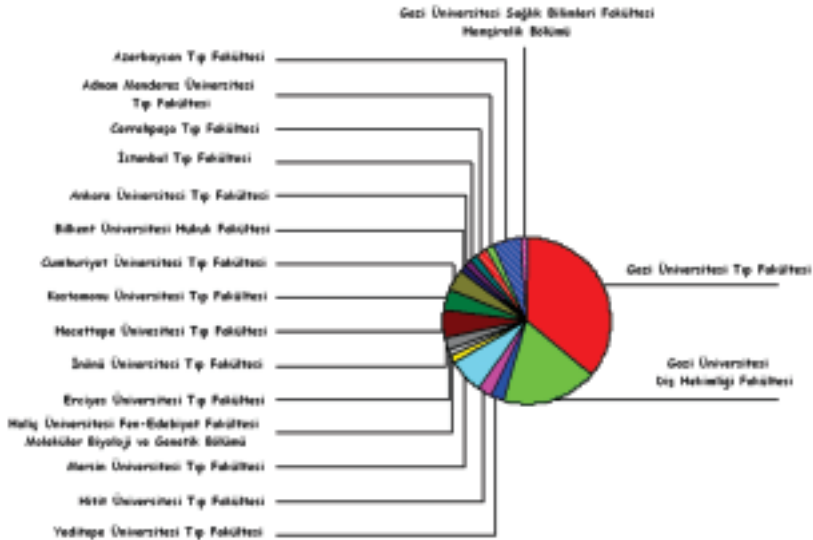 Gazi Üniversitesi Sağlık Bilimleri Fakültesi
Hemşirelik Bölümü
Azerbaycan Tıp Fakültesi
Adnan Menderes Üniversitesi
Tıp Fakültesi
Cerrahpaşa Tıp Fakültesi
İstanbul Tıp Fakültesi
Ankara Üniversitesi Tıp Fakültesi
Bilkent Üniversitesi Hukuk Fakültesi
Cumhuriyet Üniversitesi Tıp Fakültesi
Kastamonu Üniversitesi Tıp Fakültesi
Hacettepe Univesitesi Tıp Fakültesi
İnönü Üniversitesi Tıp Fakültesi
Erciyes Üniversitesi Tıp Fakültesi
Haliç Üniversitesi Fen-Edebiyat Fakültesi
Moleküler Biyoloji ve Genetik Bölümü
Mersin Üniversitesi Tıp Fakültesi
Hitit Üniversitesi Tıp Fakültesi
Yeditepe Üniversitesi Tıp Fakültesi
Gazi Üniversitesi Tıp Fakültesi
Gazi Üniversitesi
Diş Hekimliği Fakültesi